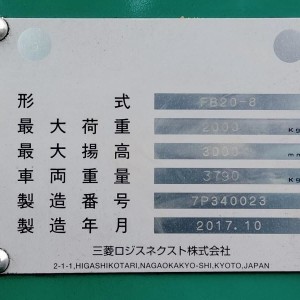 形式 FB20-8
最大荷重 2000 Kg
最大揚高 3000 mm
車両重量 3790 Kg
製造番号 7P340023
製造年月 2017.10
三菱ロジスネクスト株式会社
2-1-1,HIGASHIKOTARI,NAGAOKAKYO-SHI,KYOTO,JAPAN